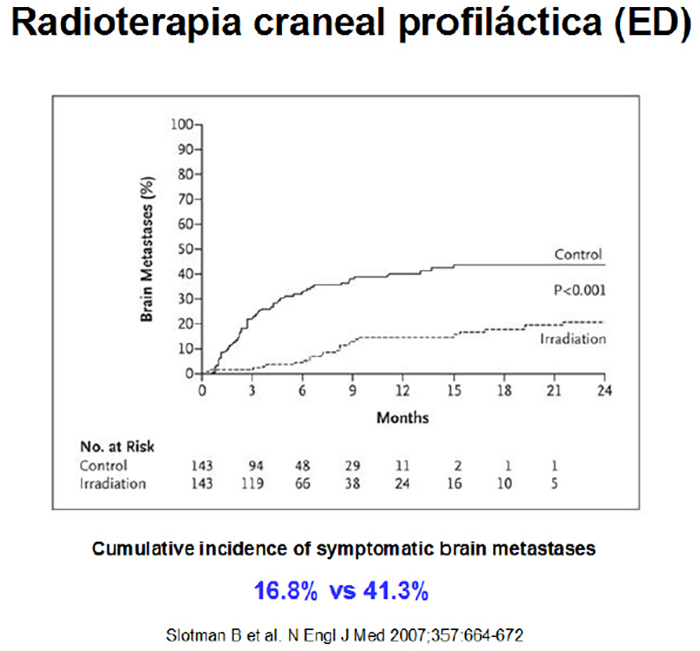 Radioterapia craneal profiláctica (ED)
100
90
80
70
60
50
40
30
20
10
0
Brain Metastases (%)
Control
P<0.001
Irradiation
0 3 6 9 12 15 18 21 24
Months
No. at Risk
Control 143 94 48 29 11 2 1 1
Irradiation 143 119 66 38 24 16 10 5
Cumulative incidence of symptomatic brain metastases
16.8% vs 41.3%
Slotman B et al. N Engl J Med 2007;357:664-672